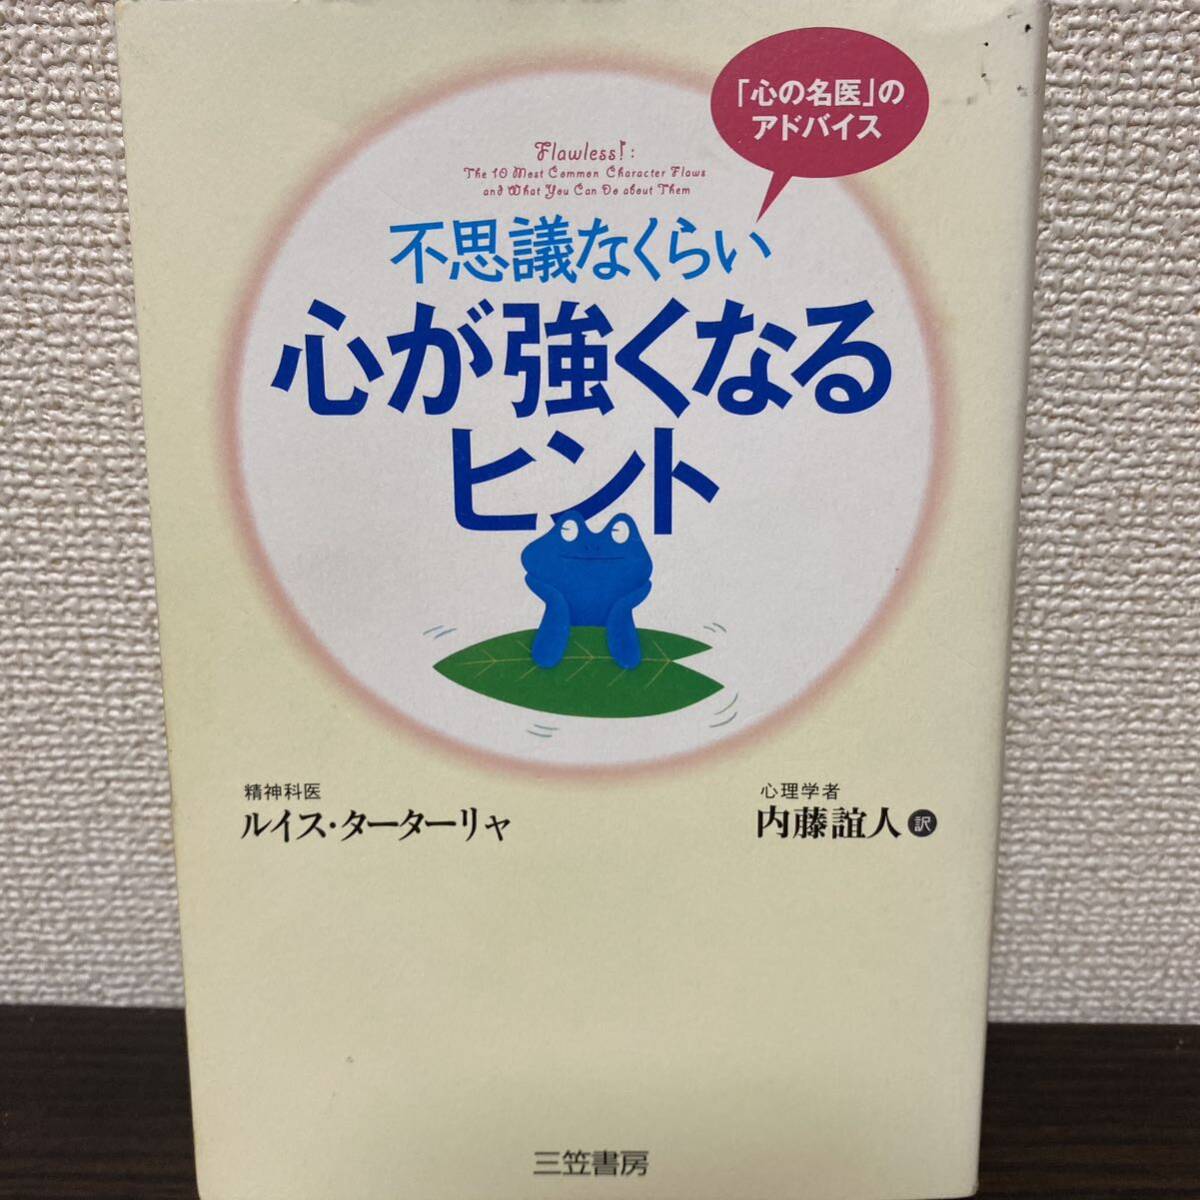 「心の名医」の
アドバイス
Flawless!:
The 10 Most Common Character Flaws
and What You Can Do about Them
不思議なくらい
心が強くなる
ヒント
精神科医
ルイス・ターターリャ
心理学者
内藤誼人 訳
三笠書房